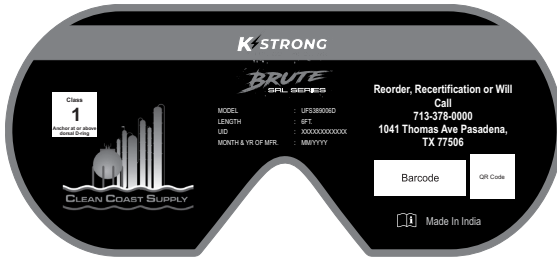 K STRONG
BRUTE
SRL SERIES
Class
1
Anchor at or above
dorsal D-ring
CLEAN COAST SUPPLY
MODEL : UFS389006D
LENGTH : 6FT.
UID : XXXXXXXXXXXX
MONTH & YR OF MFR. : MM/YYYY
Reorder, Recertification or Will
Call
713-378-0000
1041 Thomas Ave Pasadena,
TX 77506
Barcode
QR Code
Made In India